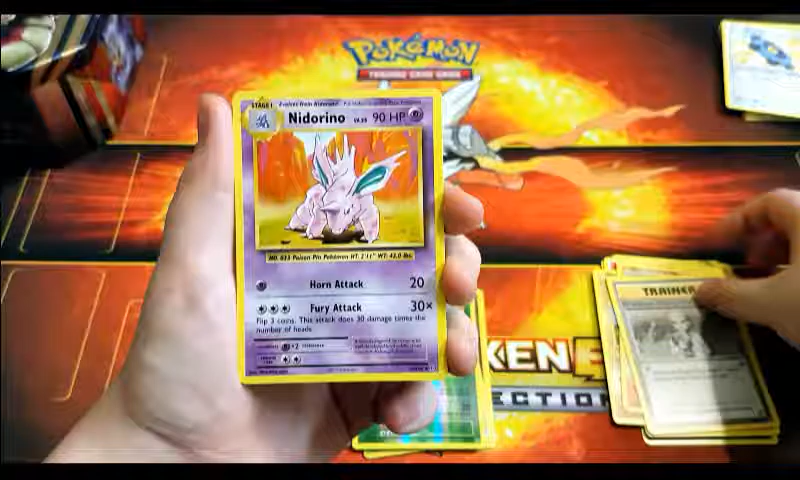 POKéMON
TRADING CARD GAME
STAGE 1
Nidorino
90 HP
NO. 033 Poison Pin Pokémon HT: 2'11" WT: 43.0 lbs.
Horn Attack 20
Fury Attack 30×
Flip 3 coins. This attack does 30 damage times the
number of heads.
×2
TRAINER
KEN
ECTION